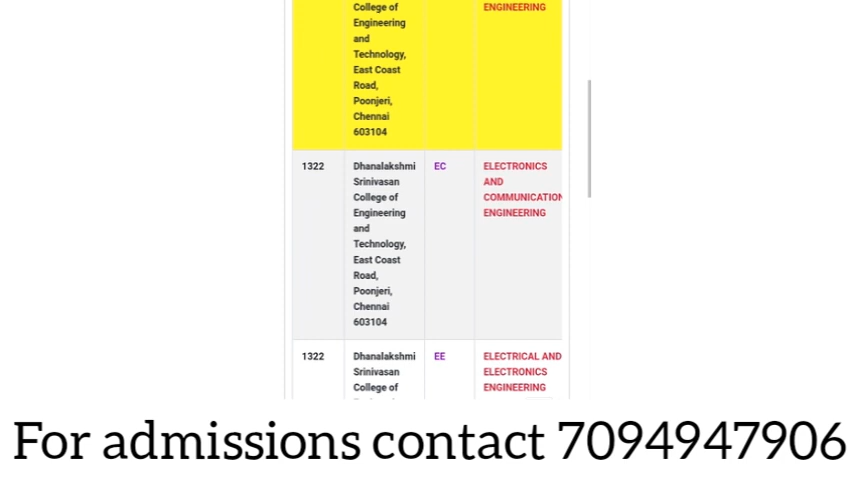 College of
Engineering
and
Technology,
East Coast
Road,
Poonjeri,
Chennai
603104
ENGINEERING
1322
Dhanalakshmi
Srinivasan
College of
Engineering
and
Technology,
East Coast
Road,
Poonjeri,
Chennai
603104
EC
ELECTRONICS
AND
COMMUNICATION
ENGINEERING
1322
Dhanalakshmi
Srinivasan
College of
EE
ELECTRICAL AND
ELECTRONICS
ENGINEERING
For admissions contact 7094947906